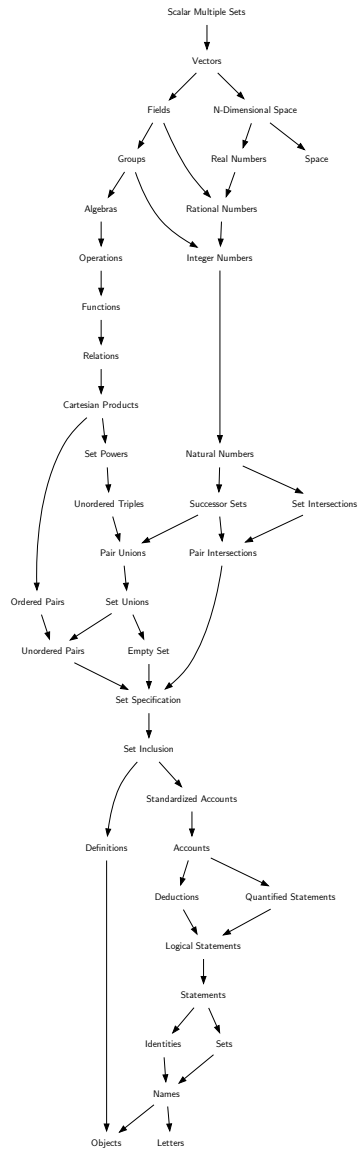 Scalar Multiple Sets
Vectors
Fields
N-Dimensional Space
Groups
Real Numbers
Space
Algebras
Rational Numbers
Operations
Integer Numbers
Functions
Relations
Cartesian Products
Set Powers
Natural Numbers
Unordered Triples
Successor Sets
Set Intersections
Pair Unions
Pair Intersections
Ordered Pairs
Set Unions
Unordered Pairs
Empty Set
Set Specification
Set Inclusion
Standardized Accounts
Definitions
Accounts
Deductions
Quantified Statements
Logical Statements
Statements
Identities
Sets
Names
Objects
Letters